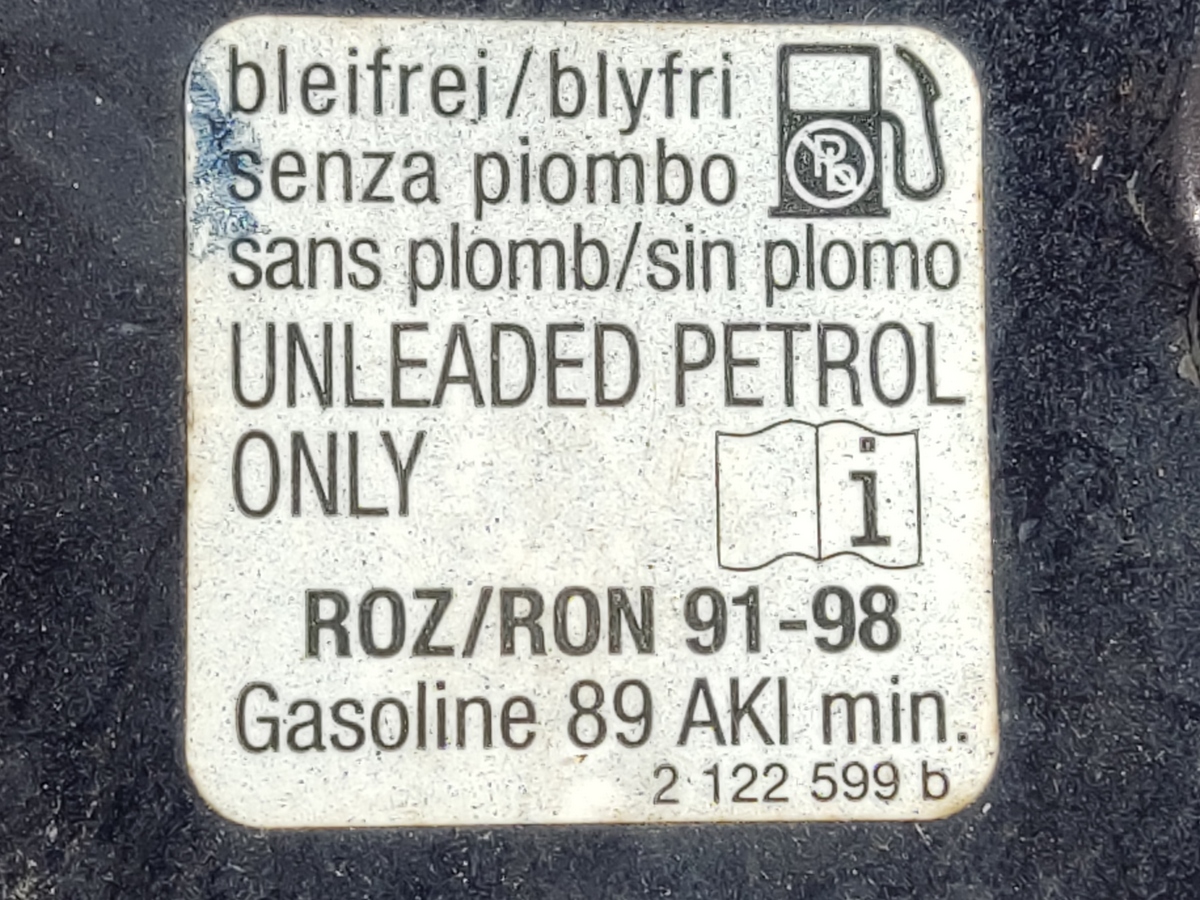 bleifrei/blyfri
senza piombo
Pb
sans plomb/sin plomo
UNLEADED PETROL
ONLY
i
ROZ/RON 91-98
Gasoline 89 AKI min.
2 122 599 b